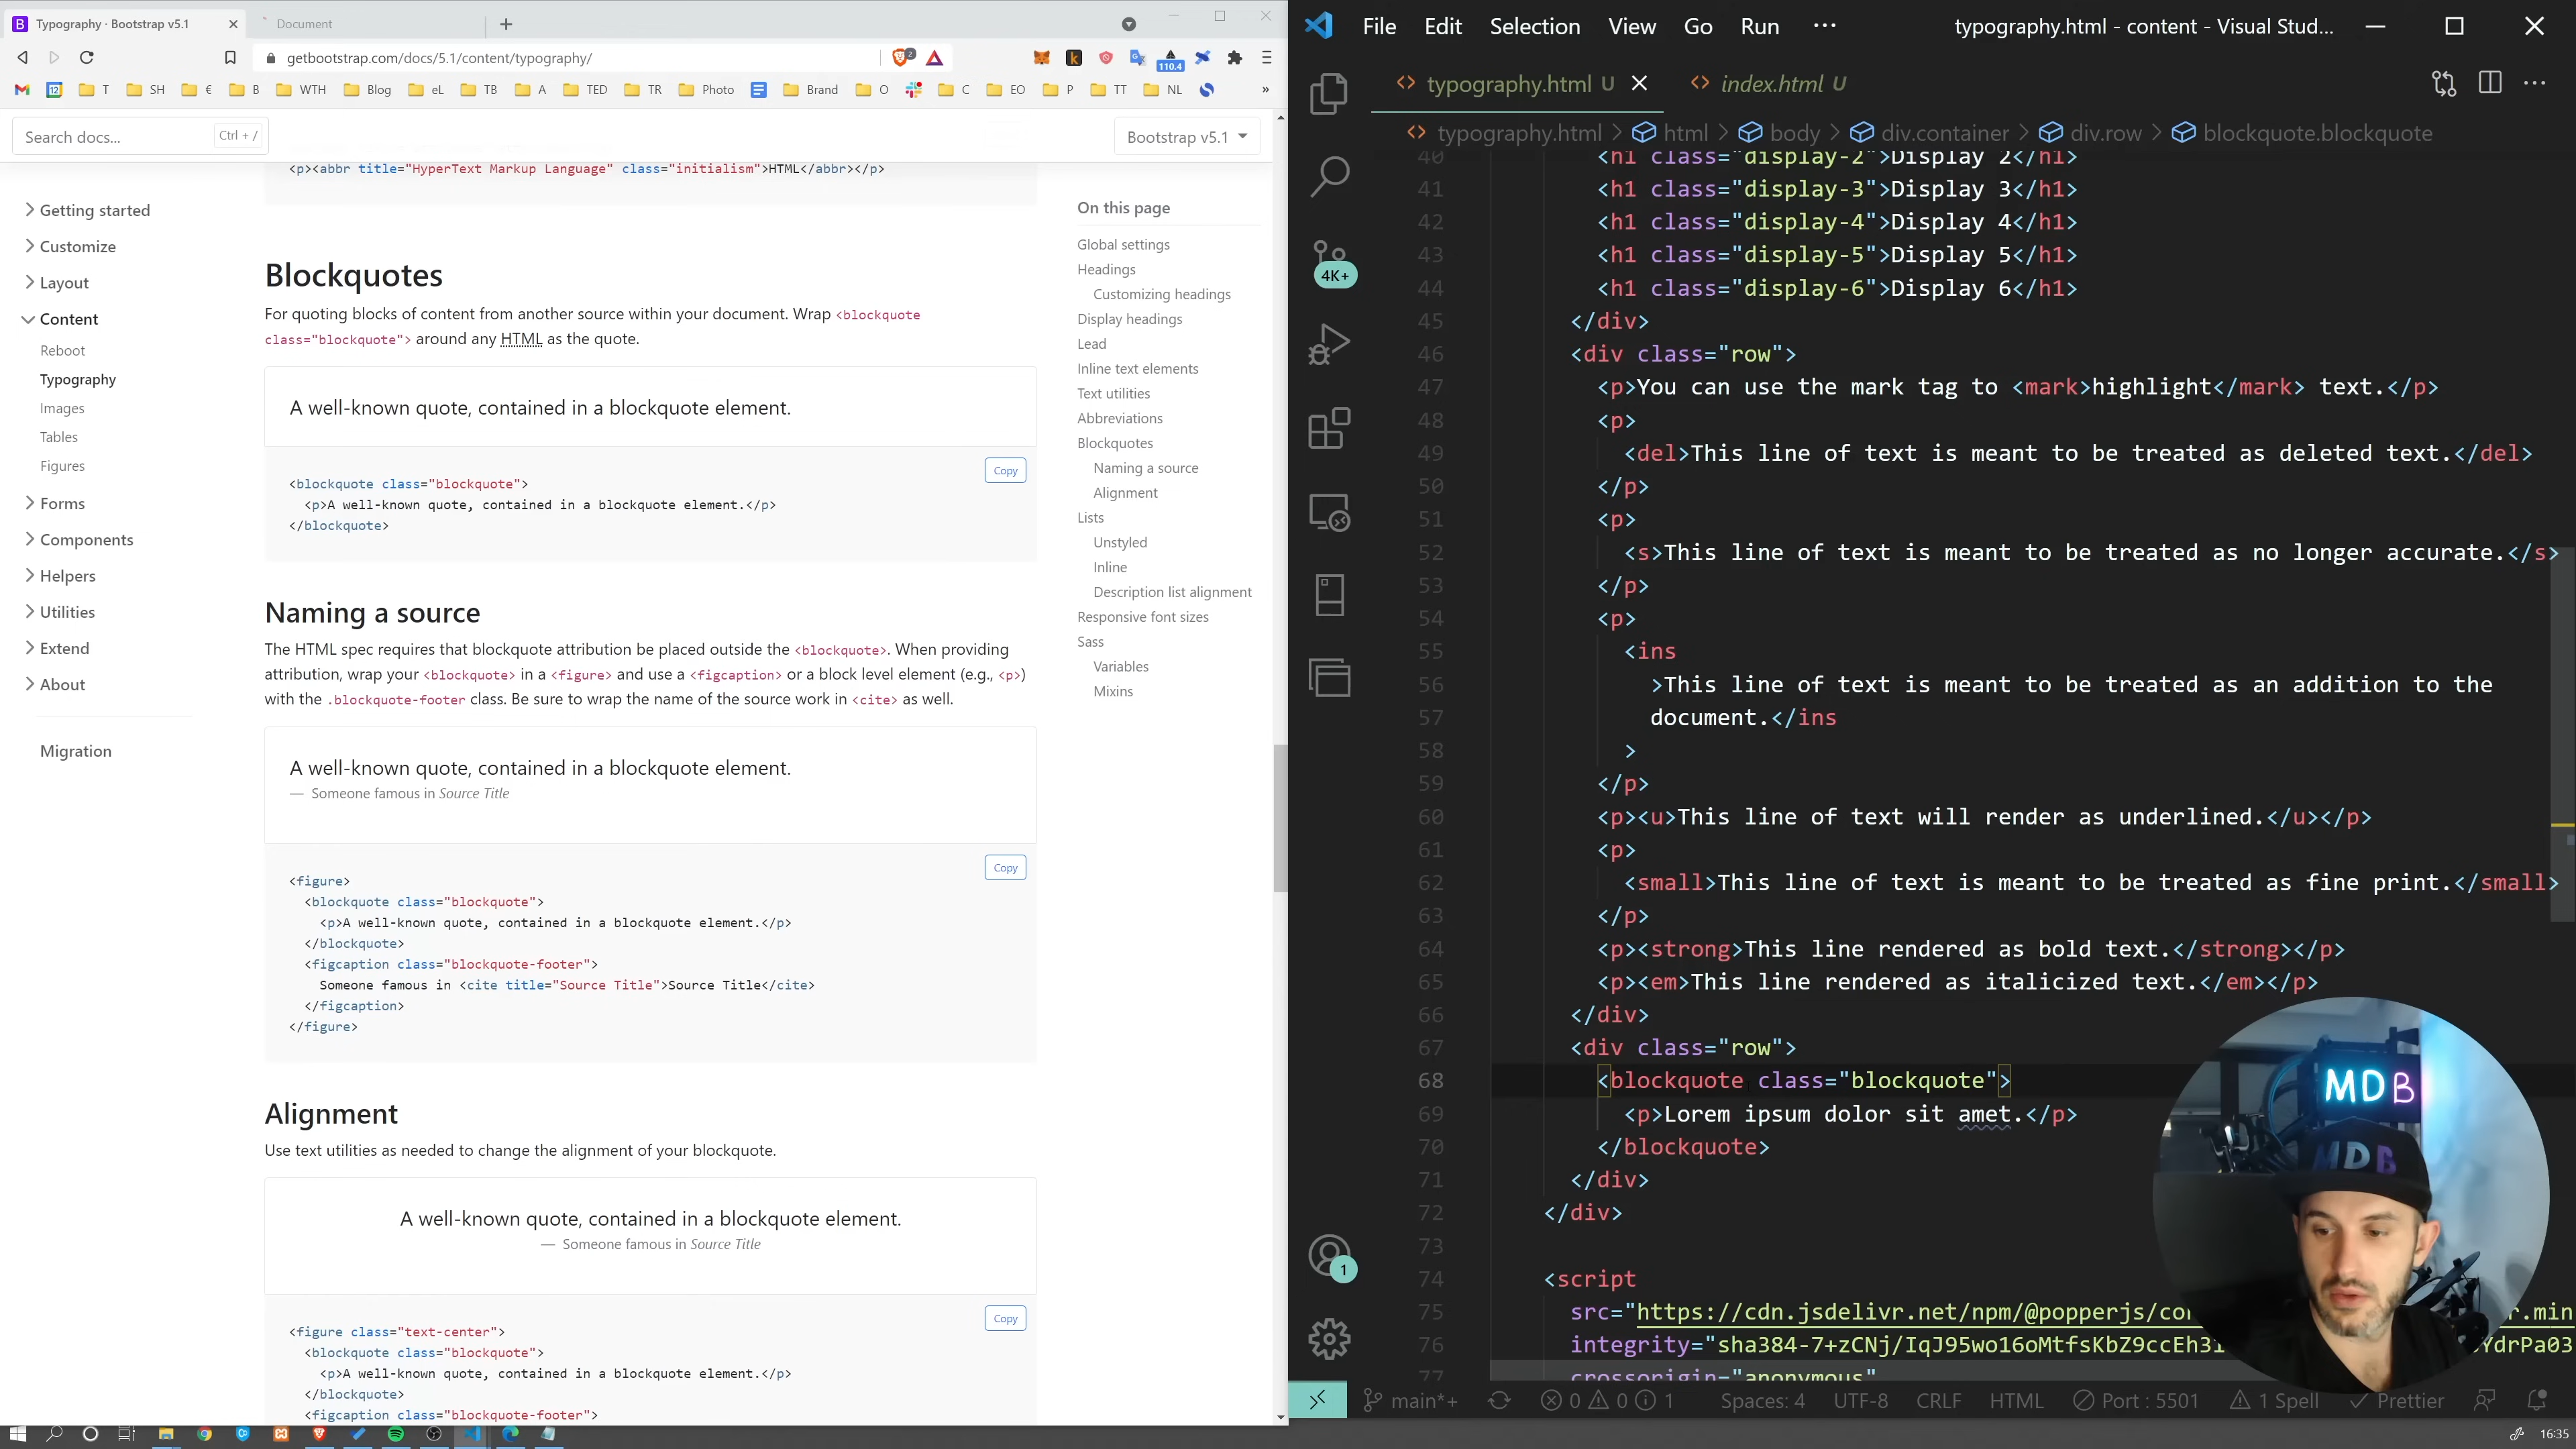 Typography · Bootstrap v5.1
Document
getbootstrap.com/docs/5.1/content/typography/
2
110.4
12
T
SH
€
B
WTH
Blog
eL
TB
A
TED
TR
Photo
Brand
O
C
EO
P
TT
NL
»
Search docs...
Ctrl + /
Bootstrap v5.1
Getting started
Customize
Layout
Content
Reboot
Typography
Images
Tables
Figures
Forms
Components
Helpers
Utilities
Extend
About
Migration
<p><abbr title="HyperText Markup Language" class="initialism">HTML</abbr></p>
Blockquotes
For quoting blocks of content from another source within your document. Wrap <blockquote
class="blockquote"> around any HTML as the quote.
A well-known quote, contained in a blockquote element.
Copy
<blockquote class="blockquote">
<p>A well-known quote, contained in a blockquote element.</p>
</blockquote>
Naming a source
The HTML spec requires that blockquote attribution be placed outside the <blockquote>. When providing
attribution, wrap your <blockquote> in a <figure> and use a <figcaption> or a block level element (e.g., <p>)
with the .blockquote-footer class. Be sure to wrap the name of the source work in <cite> as well.
A well-known quote, contained in a blockquote element.
— Someone famous in Source Title
Copy
<figure>
<blockquote class="blockquote">
<p>A well-known quote, contained in a blockquote element.</p>
</blockquote>
<figcaption class="blockquote-footer">
Someone famous in <cite title="Source Title">Source Title</cite>
</figcaption>
</figure>
Alignment
Use text utilities as needed to change the alignment of your blockquote.
A well-known quote, contained in a blockquote element.
— Someone famous in Source Title
Copy
<figure class="text-center">
<blockquote class="blockquote">
<p>A well-known quote, contained in a blockquote element.</p>
</blockquote>
<figcaption class="blockquote-footer">
On this page
Global settings
Headings
Customizing headings
Display headings
Lead
Inline text elements
Text utilities
Abbreviations
Blockquotes
Naming a source
Alignment
Lists
Unstyled
Inline
Description list alignment
Responsive font sizes
Sass
Variables
Mixins
File Edit Selection View Go Run ···
typography.html - content - Visual Stud...
typography.html U
index.html U
typography.html > html > body > div.container > div.row > blockquote.blockquote
4K+
1
40 <h1 class="display-2">Display 2</h1>
41 <h1 class="display-3">Display 3</h1>
42 <h1 class="display-4">Display 4</h1>
43 <h1 class="display-5">Display 5</h1>
44 <h1 class="display-6">Display 6</h1>
45 </div>
46 <div class="row">
47 <p>You can use the mark tag to <mark>highlight</mark> text.</p>
48 <p>
49 <del>This line of text is meant to be treated as deleted text.</del>
50 </p>
51 <p>
52 <s>This line of text is meant to be treated as no longer accurate.</s>
53 </p>
54 <p>
55 <ins
56 >This line of text is meant to be treated as an addition to the
57 document.</ins
58 >
59 </p>
60 <p><u>This line of text will render as underlined.</u></p>
61 <p>
62 <small>This line of text is meant to be treated as fine print.</small>
63 </p>
64 <p><strong>This line rendered as bold text.</strong></p>
65 <p><em>This line rendered as italicized text.</em></p>
66 </div>
67 <div class="row">
68 <blockquote class="blockquote">
69 <p>Lorem ipsum dolor sit amet.</p>
70 </blockquote>
71 </div>
72 </div>
73
74 <script
75 src="https://cdn.jsdelivr.net/npm/@popperjs/co r.min
76 integrity="sha384-7+zCNj/IqJ95wo16oMtfsKbZ9ccEh31 YdrPa03
77 crossorigin="anonymous"
MDB
MDB
main*+
0 0 1
Spaces: 4
UTF-8
CRLF
HTML
Port : 5501
1 Spell
Prettier
16:35